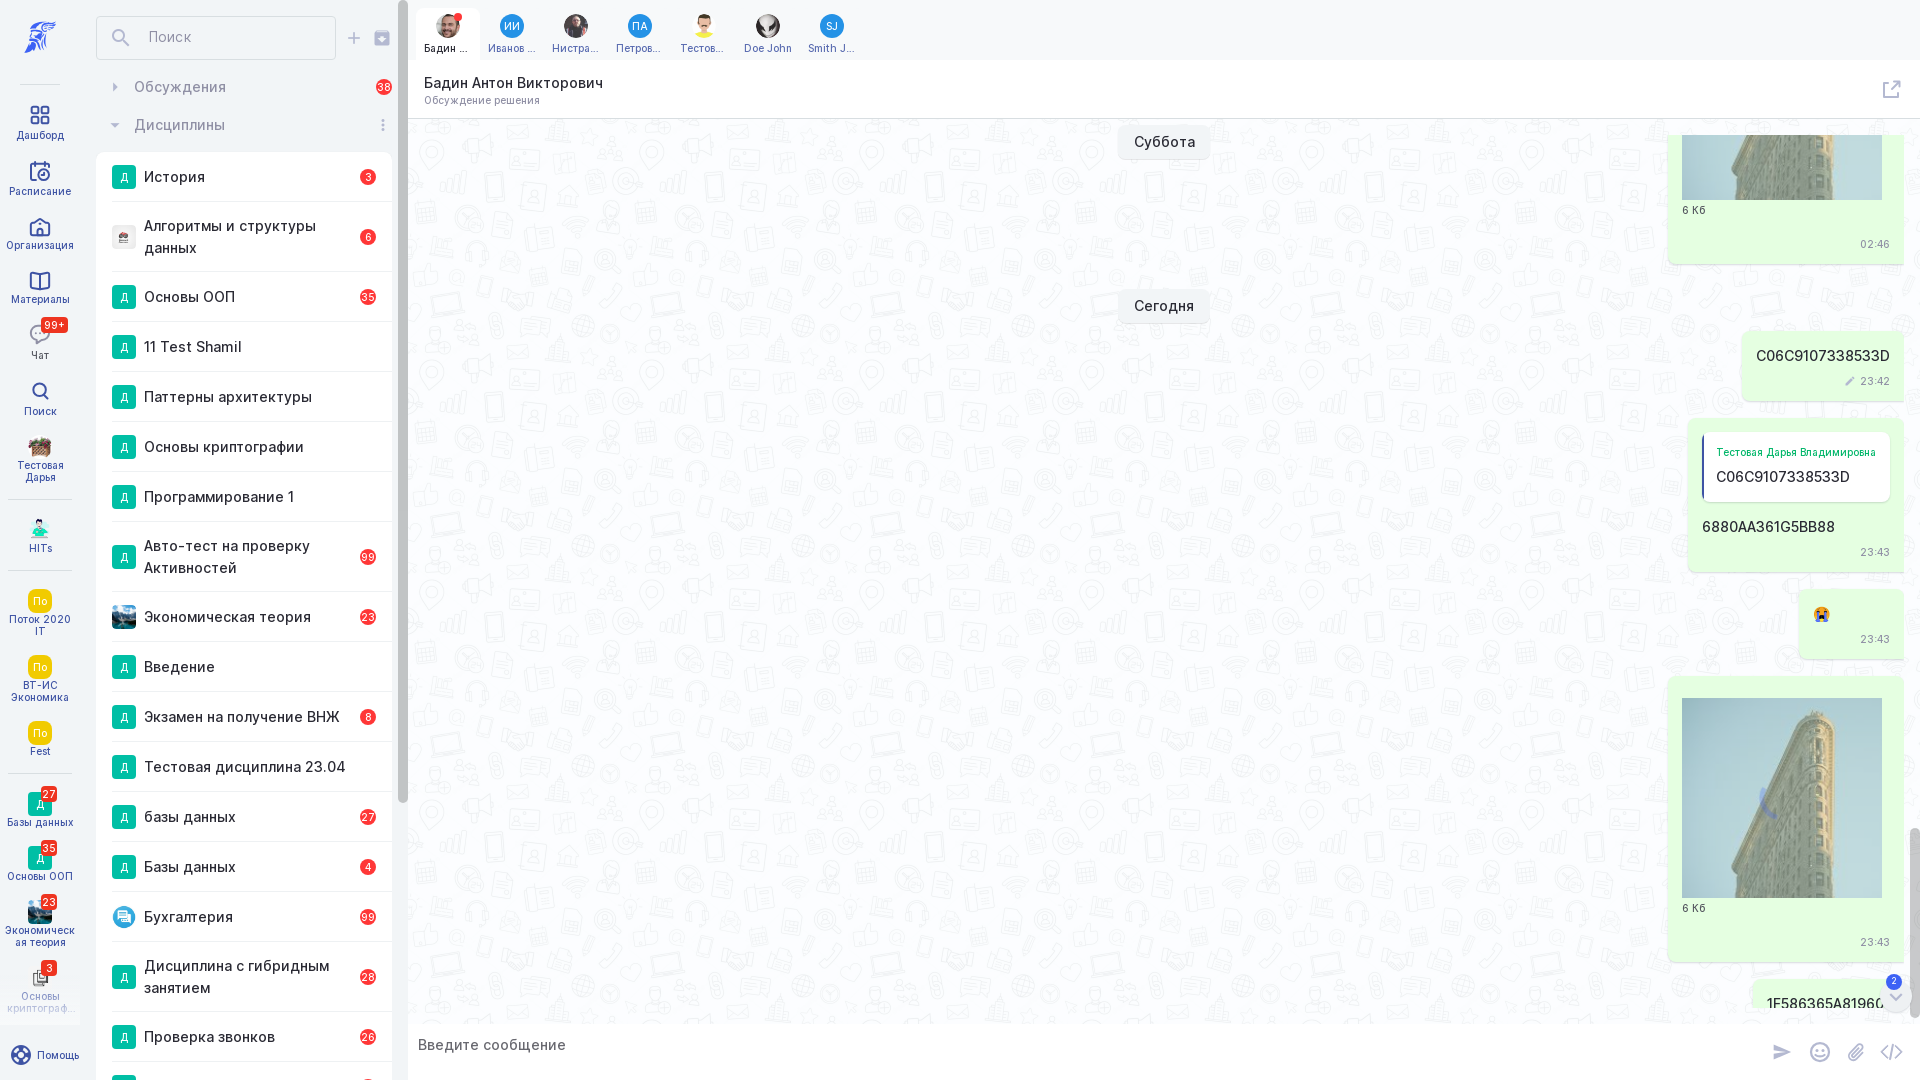 Дашборд
Расписание
Организация
Материалы
99+
Чат
Поиск
Тестовая
Дарья
HITs
По
Поток 2020
IT
По
ВТ-ИС
Экономика
По
Fest
27
Д
Базы данных
35
Д
Основы ООП
23
Экономическ
ая теория
3
Основы
криптограф...
Помощь
Поиск
Обсуждения
38
Дисциплины
Д
История
3
Алгоритмы и структуры
данных
6
Д
Основы ООП
35
Д
11 Test Shamil
Д
Паттерны архитектуры
Д
Основы криптографии
Д
Программирование 1
Д
Авто-тест на проверку
Активностей
99
Экономическая теория
23
Д
Введение
Д
Экзамен на получение ВНЖ
8
Д
Тестовая дисциплина 23.04
Д
базы данных
27
Д
Базы данных
4
Бухгалтерия
99
Д
Дисциплина с гибридным
занятием
28
Д
Проверка звонков
26
Бадин ...
ИИ
Иванов ...
Нистра...
ПА
Петров...
Тестов...
Doe John
SJ
Smith J...
Бадин Антон Викторович
Обсуждение решения
Суббота
6 Кб
02:46
Сегодня
C06C9107338533D
23:42
Тестовая Дарья Владимировна
C06C9107338533D
6880AA361G5BB88
23:43
23:43
6 Кб
23:43
1F586365A81960
2
Введите сообщение